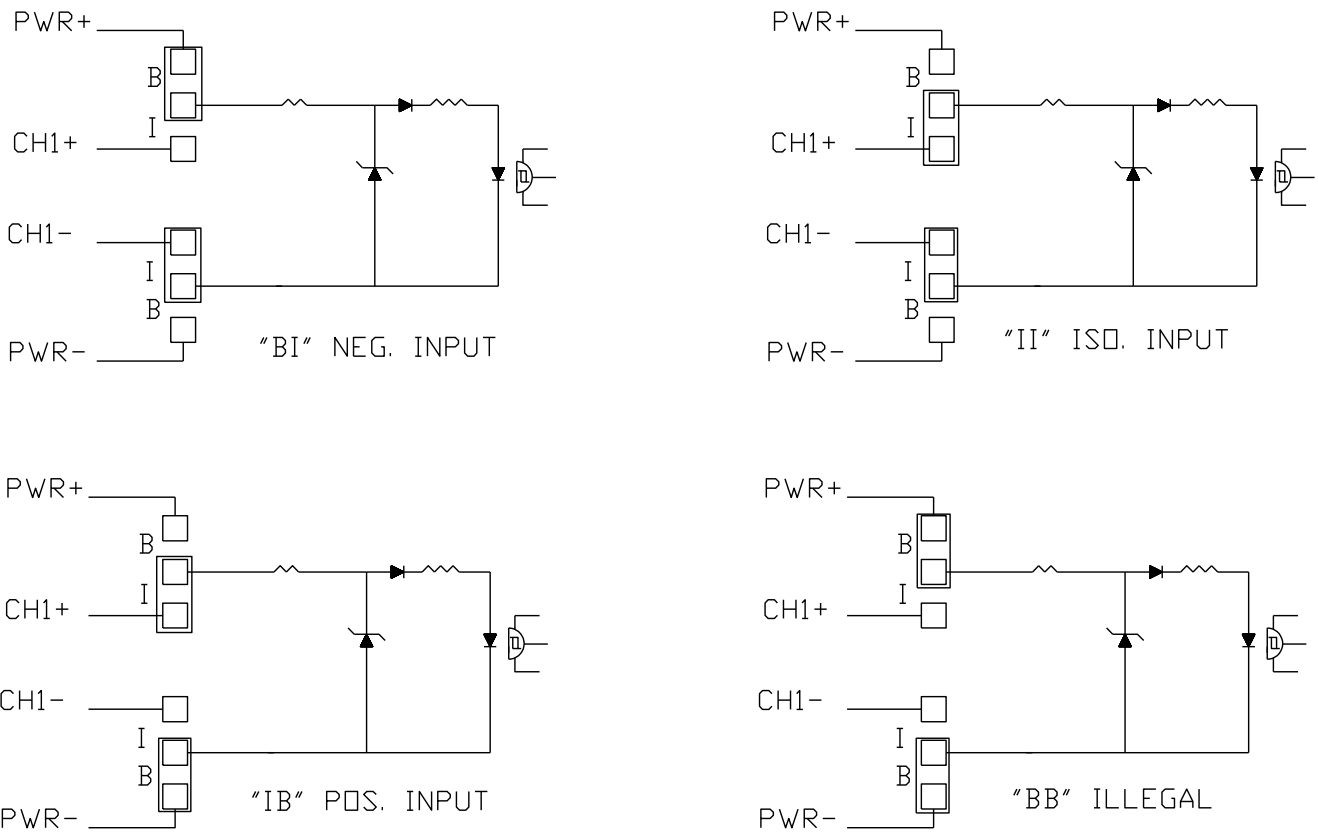 PWR+
B
I
CH1+
CH1-
I
B
PWR-
"BI" NEG. INPUT
PWR+
B
I
CH1+
CH1-
I
B
PWR-
"II" ISO. INPUT
PWR+
B
I
CH1+
CH1-
I
B
PWR-
"IB" POS. INPUT
PWR+
B
I
CH1+
CH1-
I
B
PWR-
"BB" ILLEGAL